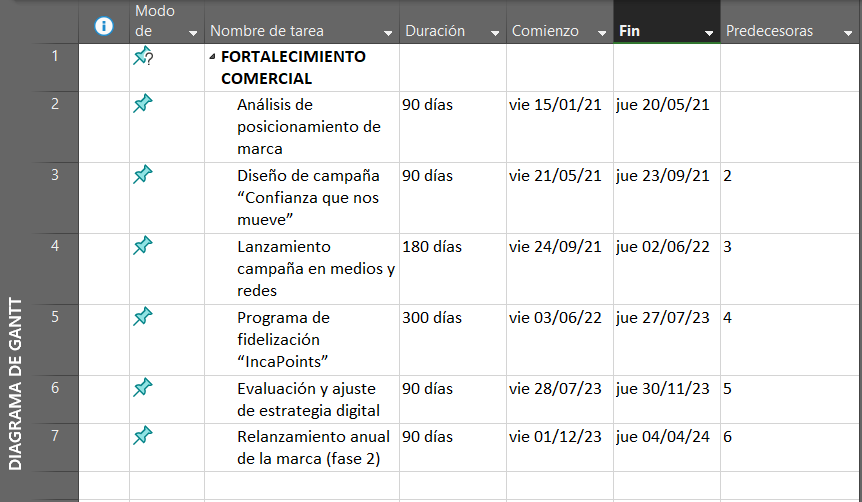 Modo de Nombre de tarea Duración Comienzo Fin Predecesoras
1 FORTALECIMIENTO COMERCIAL
2 Análisis de posicionamiento de marca 90 días vie 15/01/21 jue 20/05/21
3 Diseño de campaña “Confianza que nos mueve” 90 días vie 21/05/21 jue 23/09/21 2
4 Lanzamiento campaña en medios y redes 180 días vie 24/09/21 jue 02/06/22 3
5 Programa de fidelización “IncaPoints” 300 días vie 03/06/22 jue 27/07/23 4
6 Evaluación y ajuste de estrategia digital 90 días vie 28/07/23 jue 30/11/23 5
7 Relanzamiento anual de la marca (fase 2) 90 días vie 01/12/23 jue 04/04/24 6
DIAGRAMA DE GANTT